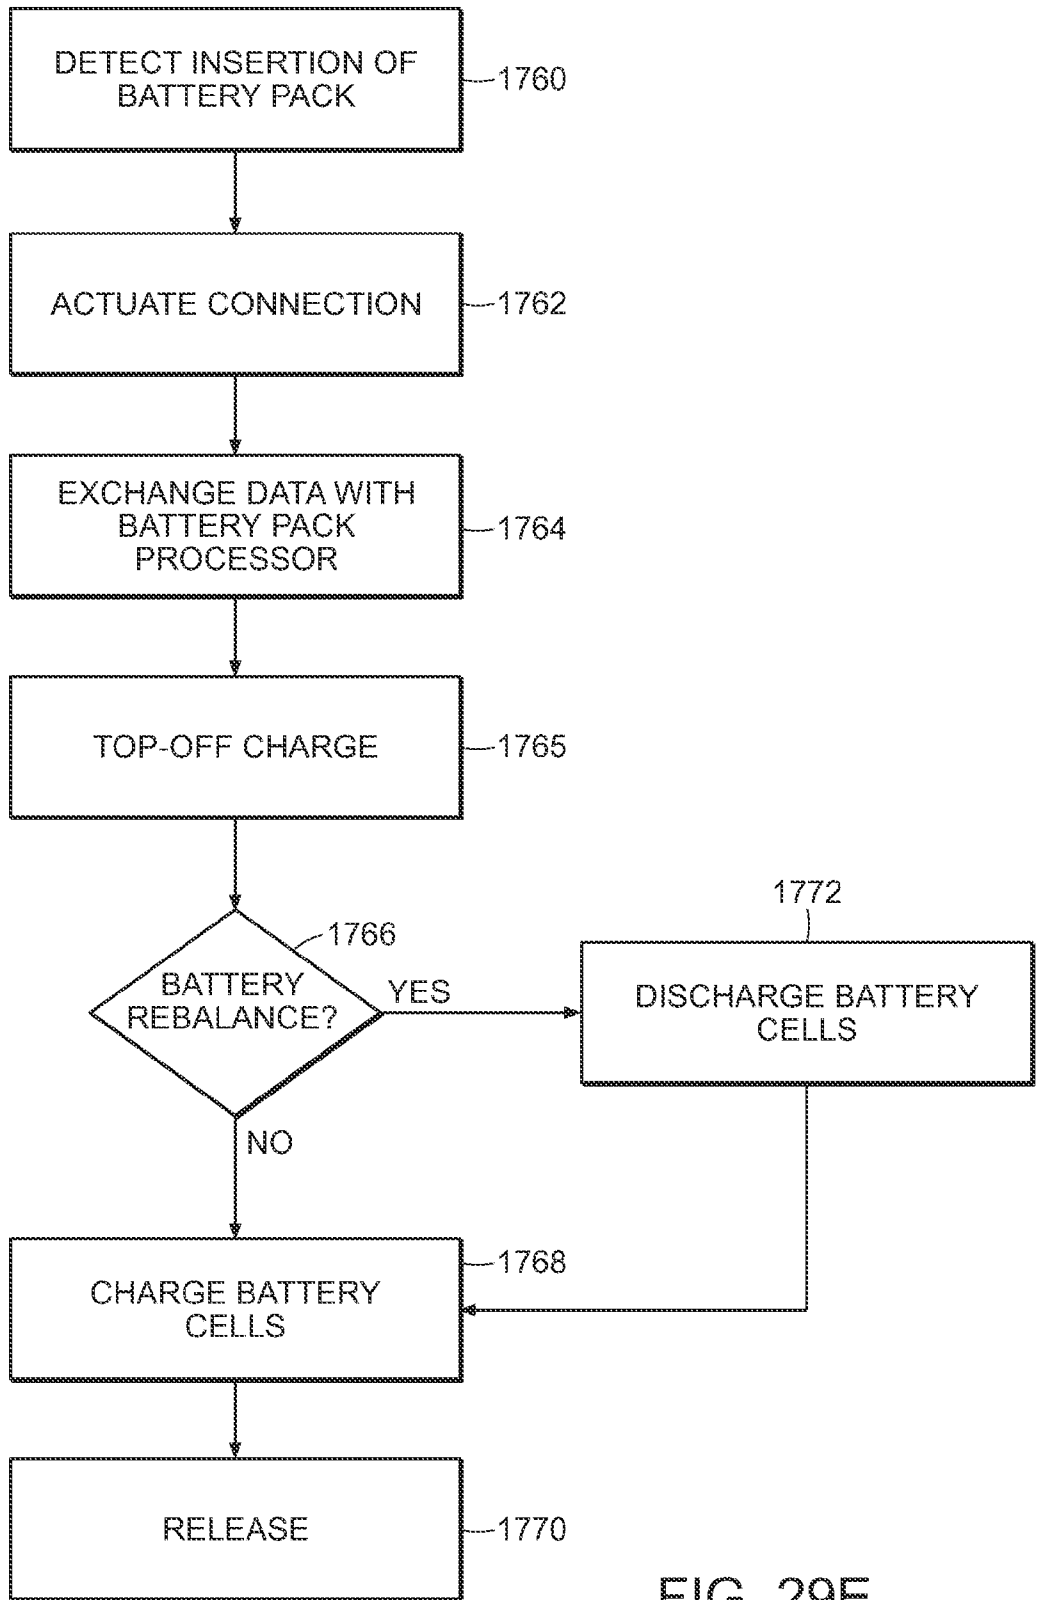 DETECT INSERTION OF
BATTERY PACK
1760
ACTUATE CONNECTION
1762
EXCHANGE DATA WITH
BATTERY PACK
PROCESSOR
1764
TOP-OFF CHARGE
1765
1766
BATTERY
REBALANCE?
YES
1772
DISCHARGE BATTERY
CELLS
NO
CHARGE BATTERY
CELLS
1768
RELEASE
1770
FIG.